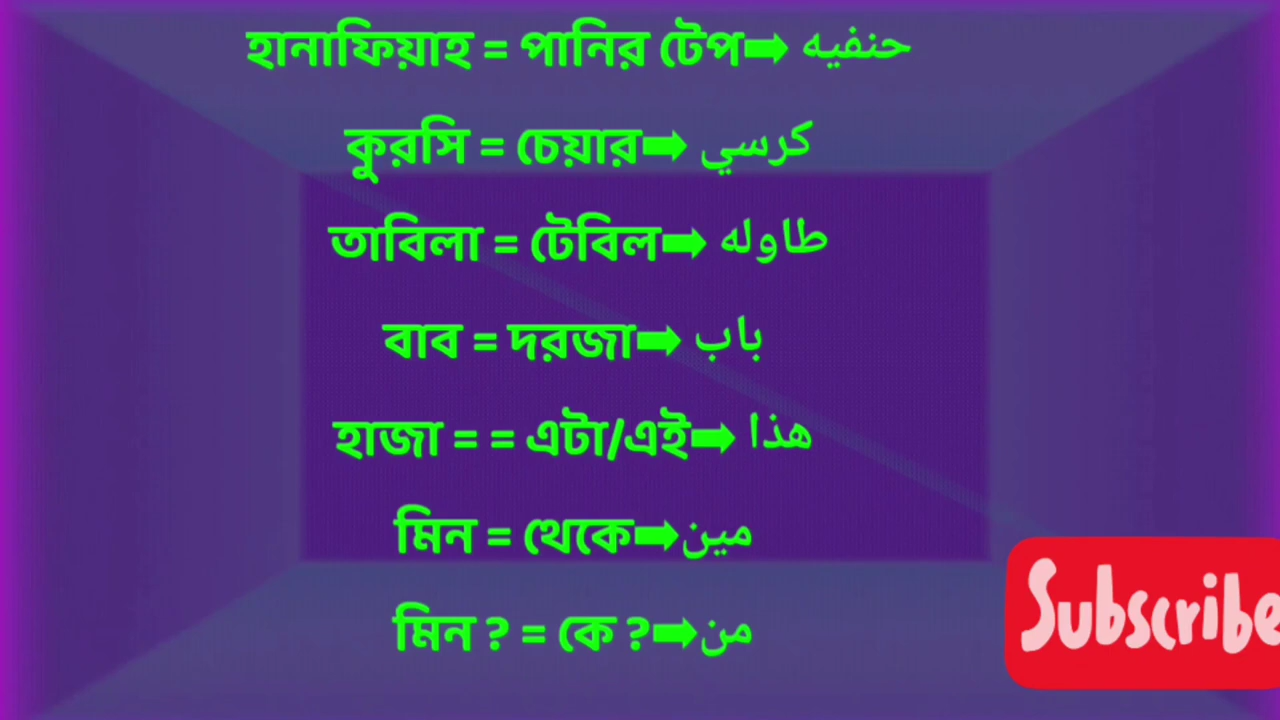 হানাফিয়াহ = পানির টেপ➡ حنفيه
কুরসি = চেয়ার➡ كرسي
তাবিলা = টেবিল➡ طاوله
বাব = দরজা➡ باب
হাজা = = এটা/এই➡ هذا
মিন = থেকে➡مين
মিন ? = কে ?➡من
Subscribe